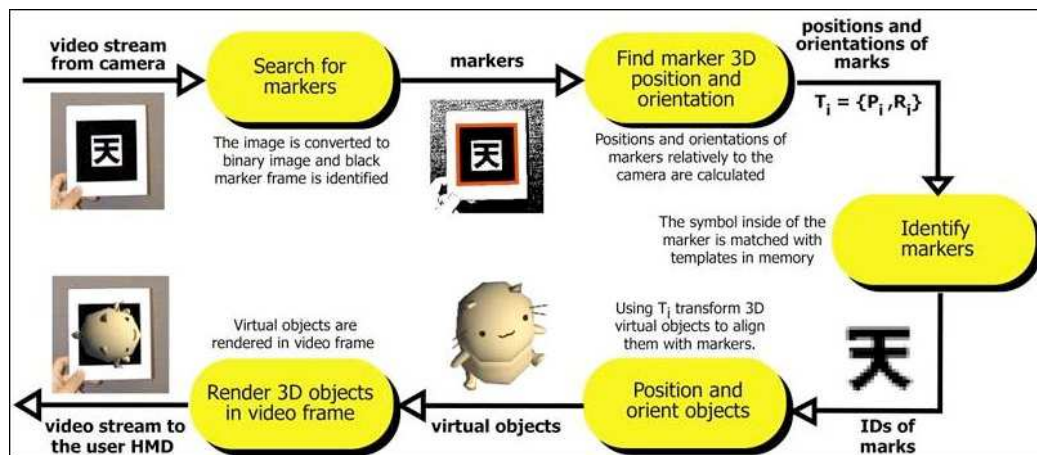 video stream
from camera
Search for
markers
The image is converted to
binary image and black
marker frame is identified
markers
Find marker 3D
position and
orientation
Positions and orientations of
markers relatively to the
camera are calculated
positions and
orientations of
marks
Ti = {Pi ,Ri}
天
天
The symbol inside of the
marker is matched with
templates in memory
Identify
markers
天
IDs of
marks
Using Ti transform 3D
virtual objects to align
them with markers.
Position and
orient objects
virtual objects
Virtual objects are
rendered in video frame
Render 3D objects
in video frame
video stream to
the user HMD